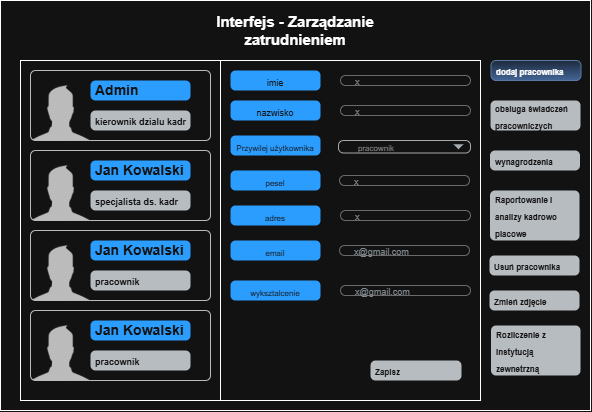 Interfejs - Zarządzanie
zatrudnieniem
Admin
kierownik dzialu kadr
Jan Kowalski
specjalista ds. kadr
Jan Kowalski
pracownik
Jan Kowalski
pracownik
imie
x
nazwisko
x
Przywilej użytkownika
pracownik
pesel
x
adres
x
email
x@gmail.com
wykształcenie
x@gmail.com
Zapisz
dodaj pracownika
obsługa świadczeń
pracowniczych
wynagrodzenia
Raportowanie i
analizy kadrowo
płacowe
Usuń pracownika
Zmień zdjęcie
Rozliczenie z
instytucją
zewnetrzną